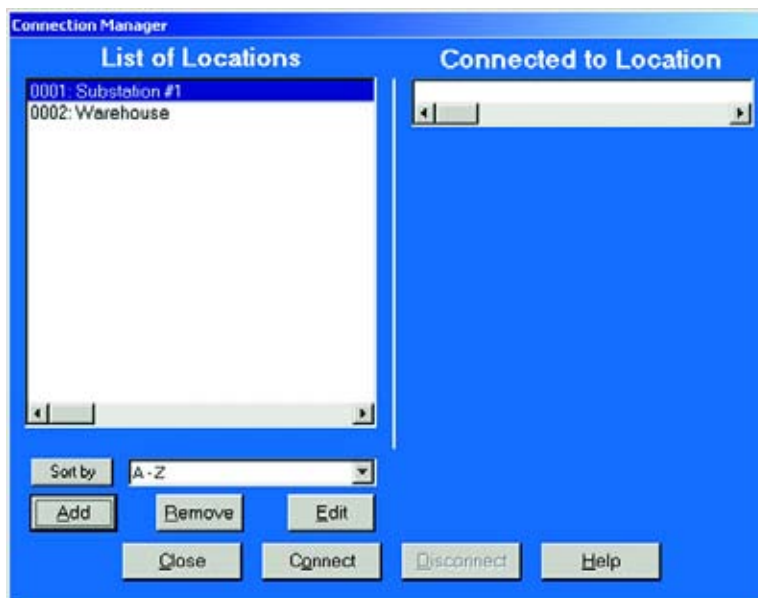 Connection Manager
List of Locations
Connected to Location
0001: Substation #1
0002: Warehouse
Sort by
A - Z
Add
Remove
Edit
Close
Connect
Disconnect
Help